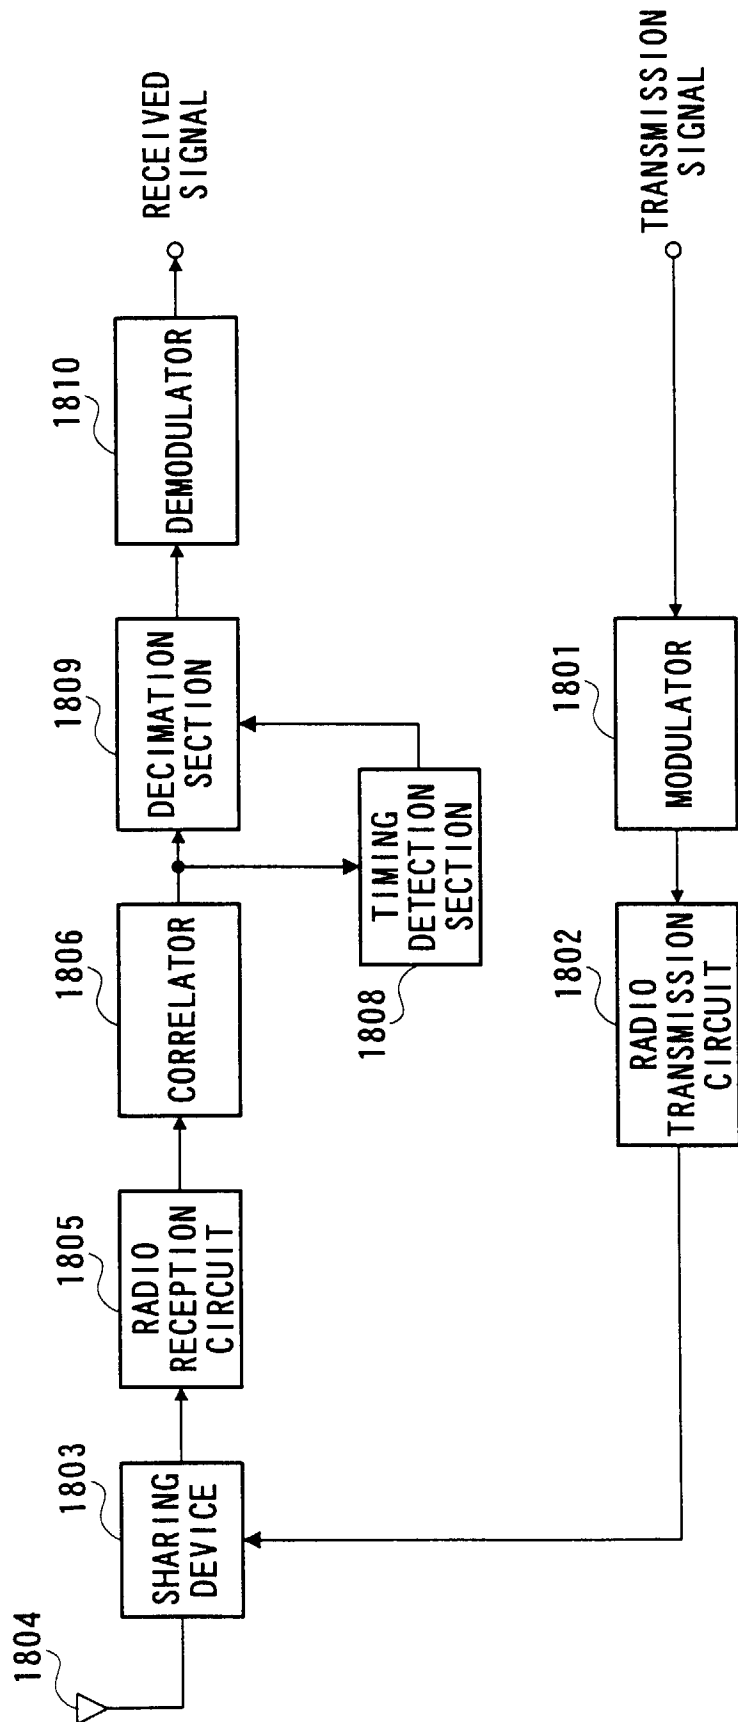 1804
1803
SHARING
DEVICE
1805
RADIO
RECEPTION
CIRCUIT
1806
CORRELATOR
1809
DECIMATION
SECTION
1810
DEMODULATOR
RECEIVED
SIGNAL
1808
TIMING
DETECTION
SECTION
1802
RADIO
TRANSMISSION
CIRCUIT
1801
MODULATOR
TRANSMISSION
SIGNAL